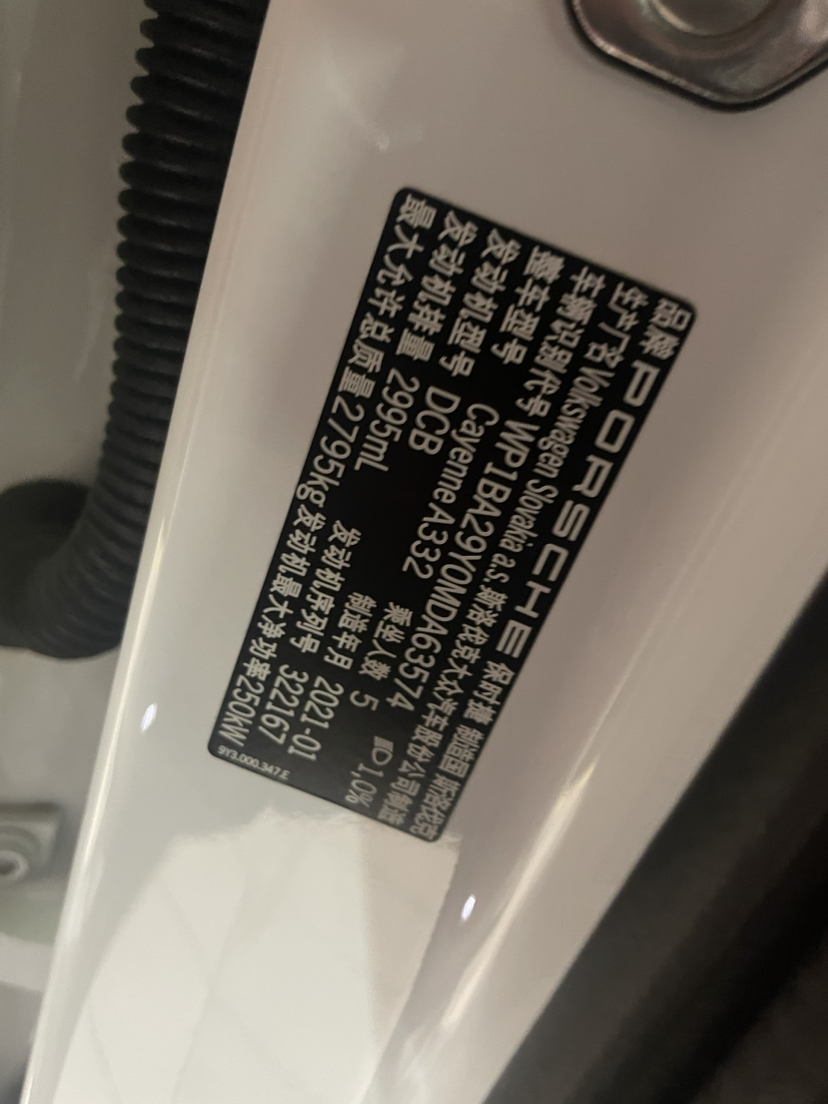 品牌 PORSCHE 保时捷 制造国 斯洛伐克
生产厂名 Volkswagen Slovakia a.s. 斯洛伐克大众汽车股份公司制造
车辆识别代号 WP1BA29Y0MDA63574
整车型号 Cayenne A332 乘坐人数 5 1,0%
发动机型号 DCB 制造年月 2021-01
发动机排量 2995mL 发动机序列号 322167
最大允许总质量 2795kg 发动机最大净功率 250kW
9Y3.000.347.E